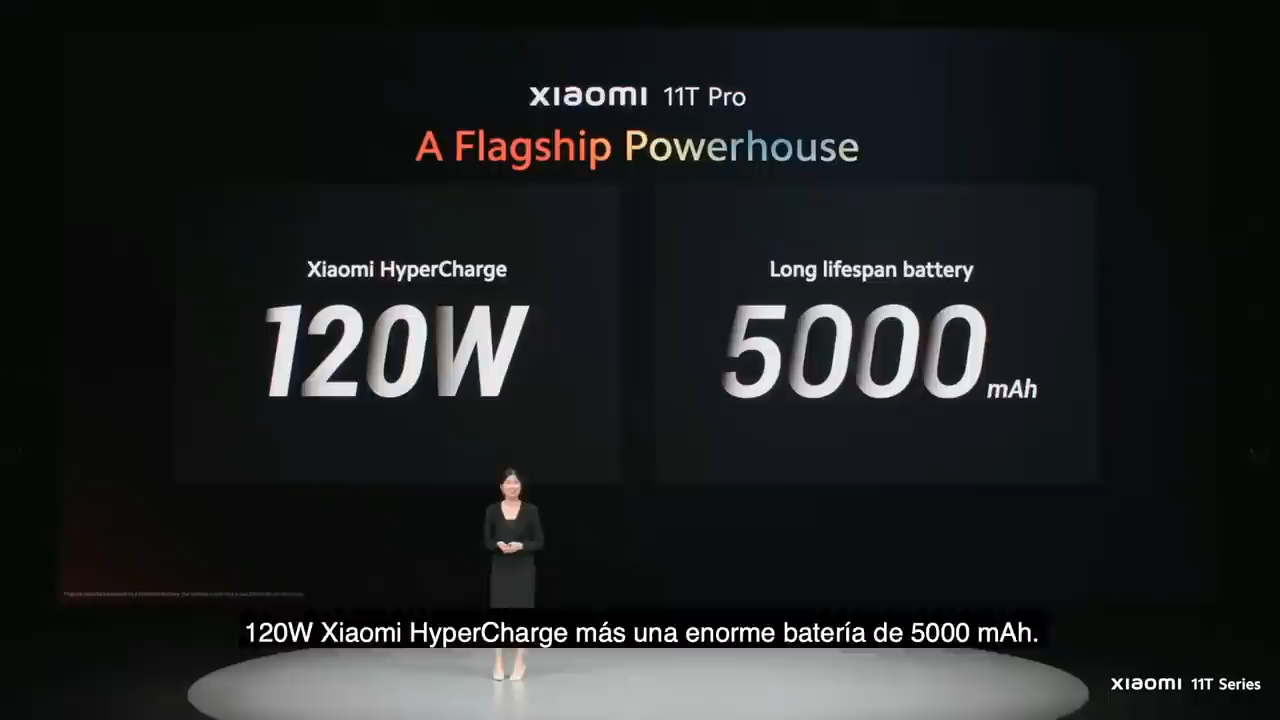 xiaomi 11T Pro
A Flagship Powerhouse
Xiaomi HyperCharge
120W
Long lifespan battery
5000 mAh
120W Xiaomi HyperCharge más una enorme batería de 5000 mAh.
xiaomi 11T Series